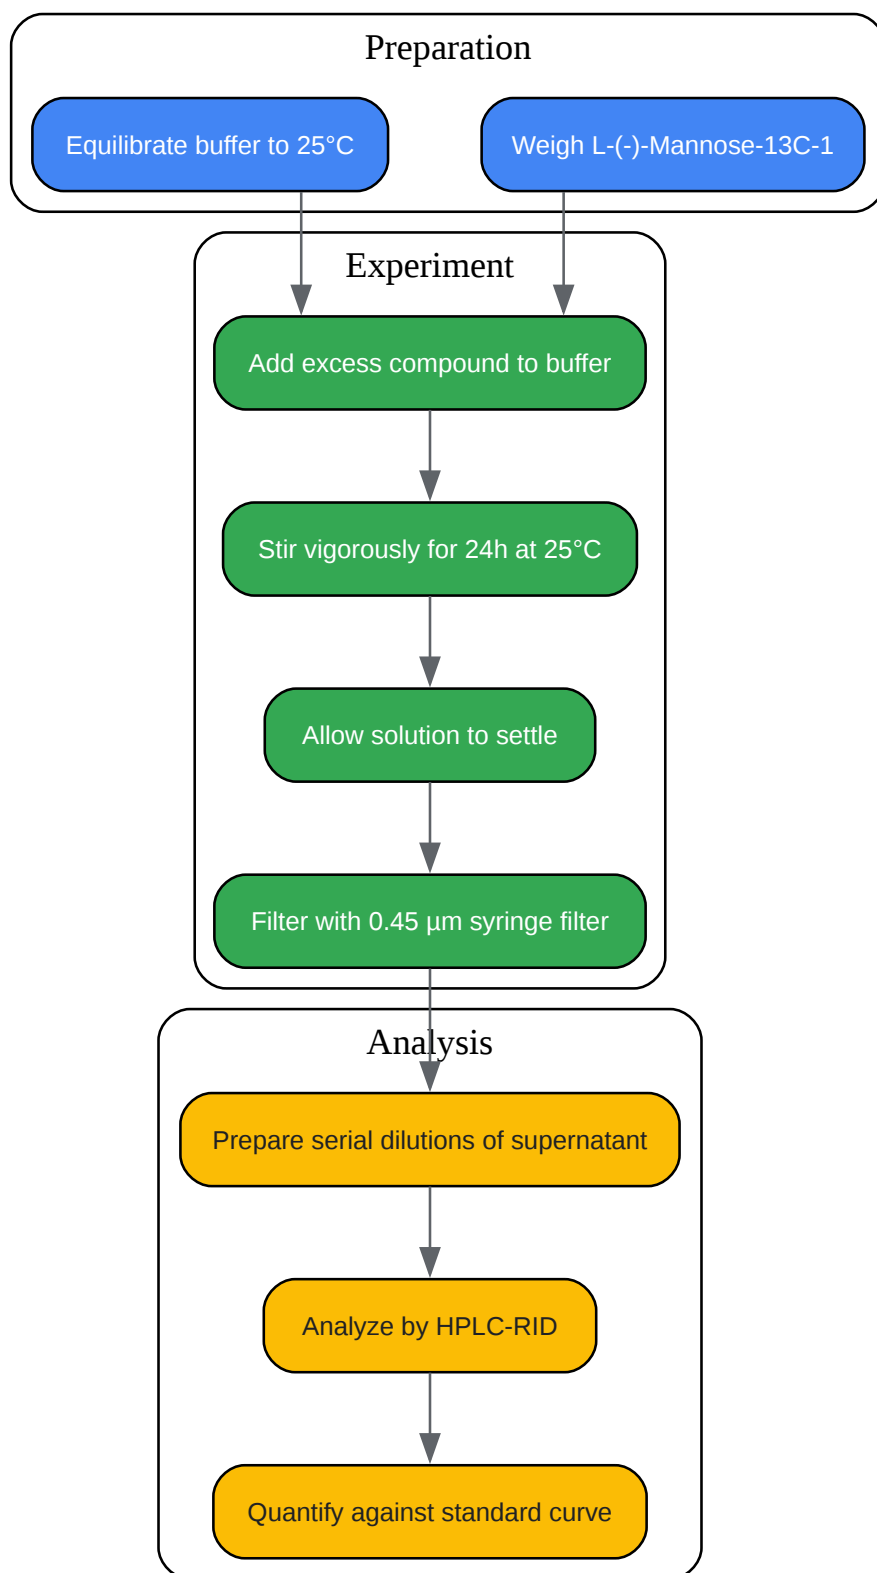 Preparation
Equilibrate buffer to 25°C
Weigh L-(-)-Mannose-13C-1
Experiment
Add excess compound to buffer
Stir vigorously for 24h at 25°C
Allow solution to settle
Filter with 0.45 µm syringe filter
Analysis
Prepare serial dilutions of supernatant
Analyze by HPLC-RID
Quantify against standard curve